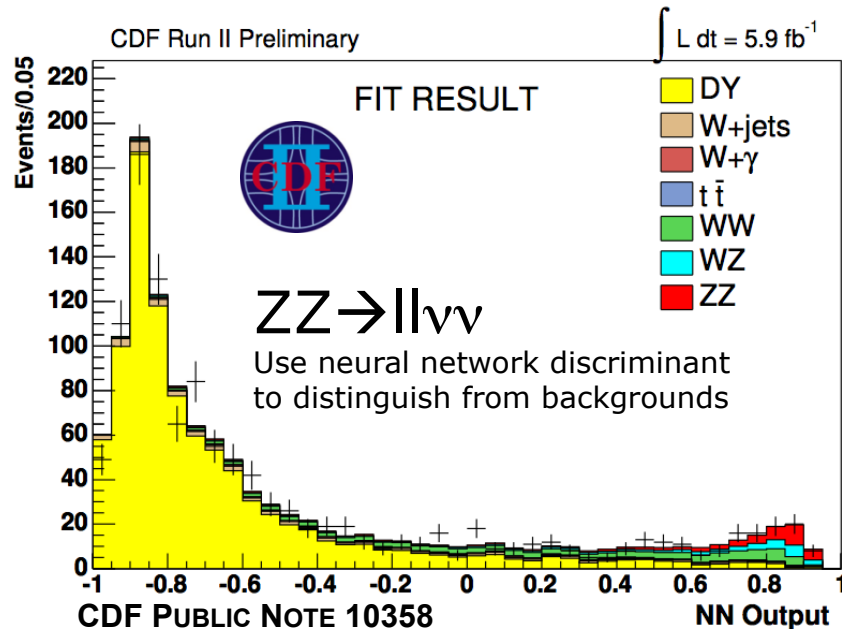 CDF Run II Preliminary
∫ L dt = 5.9 fb⁻¹
FIT RESULT
DY
W+jets
W+γ
t t̄
WW
WZ
ZZ
CDF
II
ZZ→llνν
Use neural network discriminant
to distinguish from backgrounds
Events/0.05
220
200
180
160
140
120
100
80
60
40
20
0
-1 -0.8 -0.6 -0.4 -0.2 0 0.2 0.4 0.6 0.8 1
CDF PUBLIC NOTE 10358
NN Output